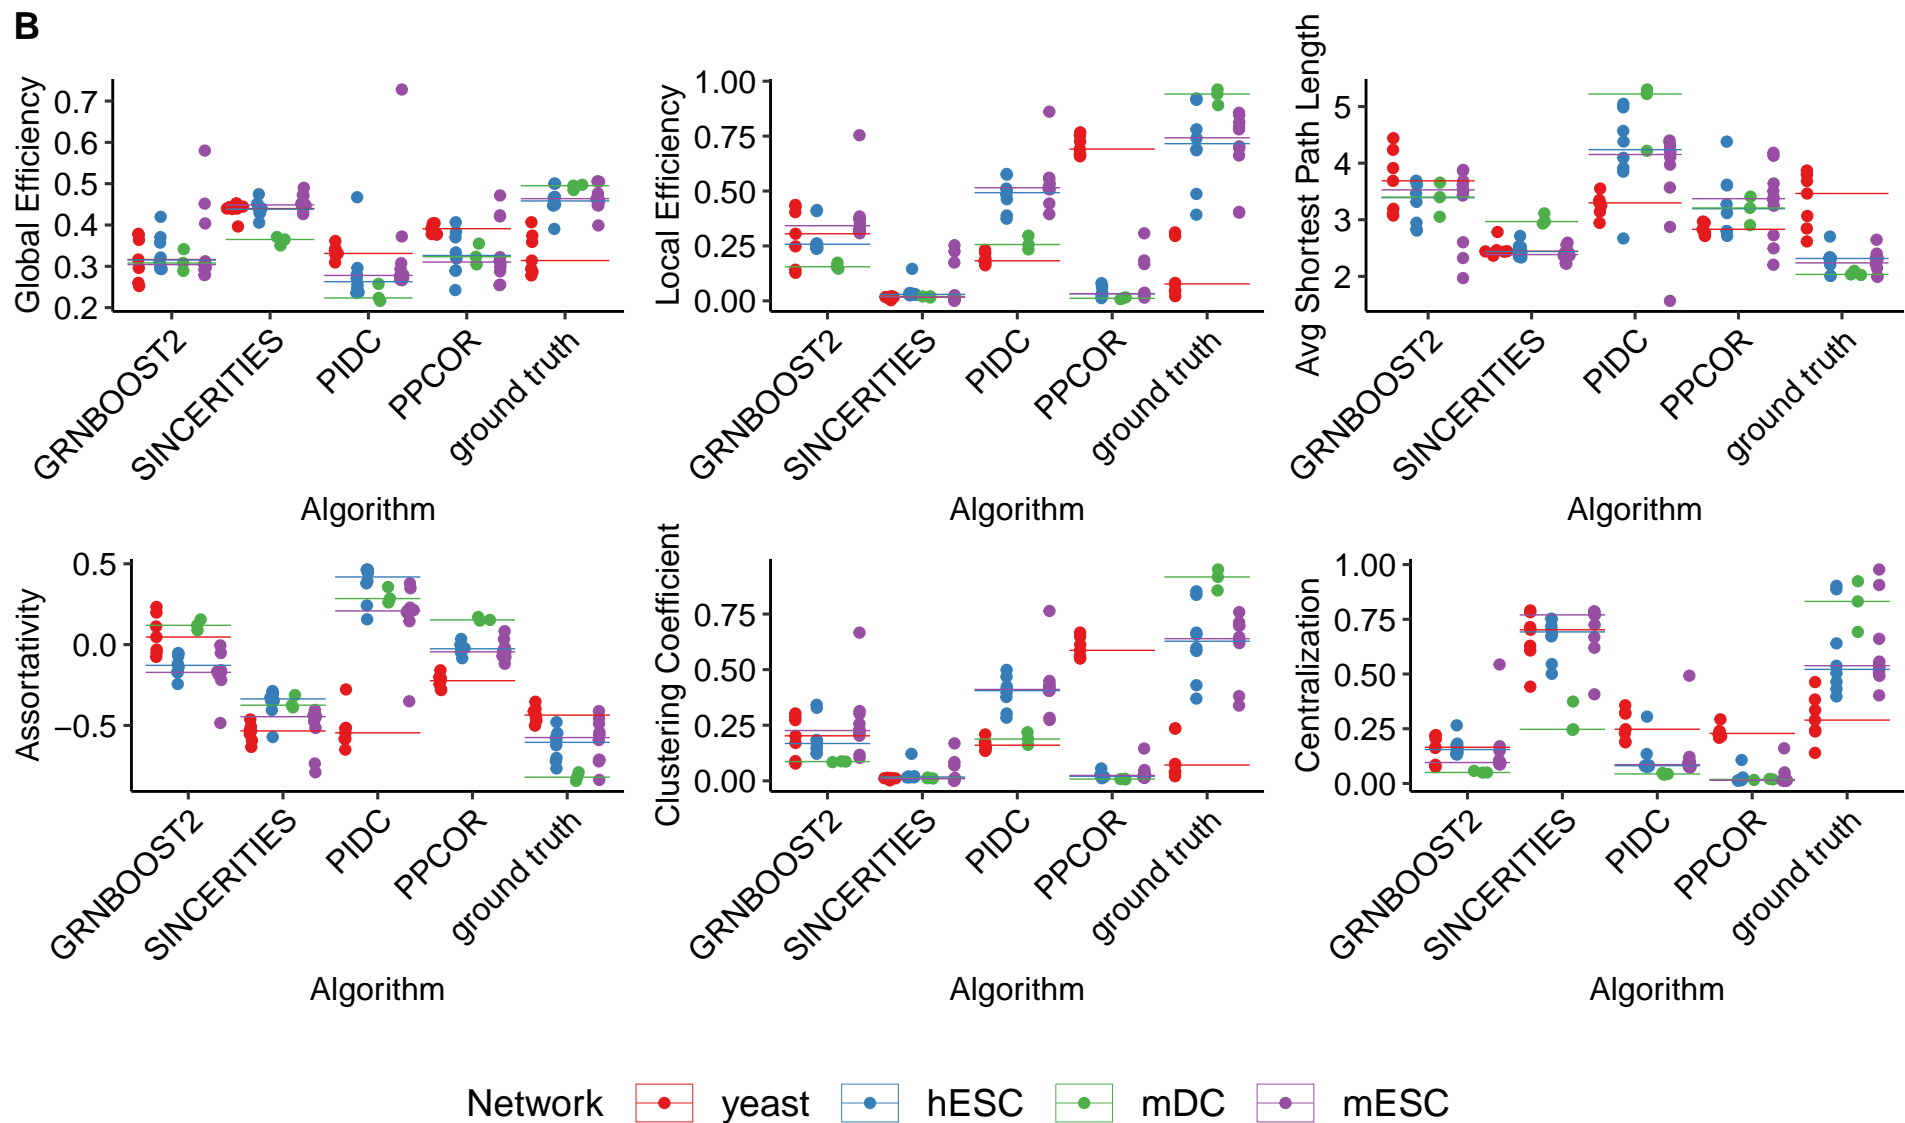 B
Global Efficiency
0.7
0.6
0.5
0.4
0.3
0.2
GRNBOOST2
SINCERITIES
PIDC
PPCOR
ground truth
Algorithm
Local Efficiency
1.00
0.75
0.50
0.25
0.00
GRNBOOST2
SINCERITIES
PIDC
PPCOR
ground truth
Algorithm
Avg Shortest Path Length
5
4
3
2
GRNBOOST2
SINCERITIES
PIDC
PPCOR
ground truth
Algorithm
Assortativity
0.5
0.0
−0.5
GRNBOOST2
SINCERITIES
PIDC
PPCOR
ground truth
Algorithm
Clustering Coefficient
0.75
0.50
0.25
0.00
GRNBOOST2
SINCERITIES
PIDC
PPCOR
ground truth
Algorithm
Centralization
1.00
0.75
0.50
0.25
0.00
GRNBOOST2
SINCERITIES
PIDC
PPCOR
ground truth
Algorithm
Network yeast hESC mDC mESC